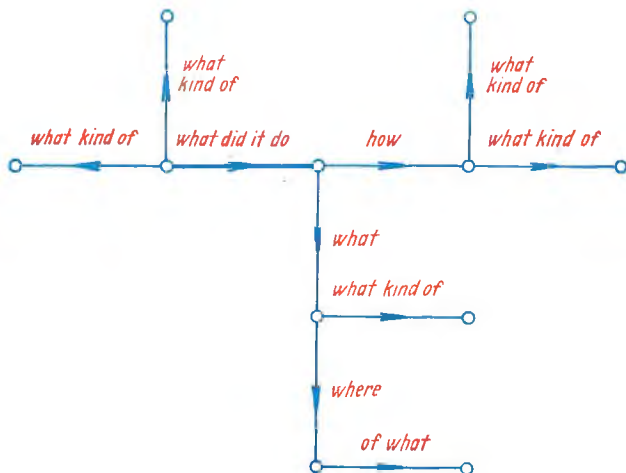 what
kind of
what
kind of
what kind of
what did it do
how
what kind of
what
what kind of
where
of what